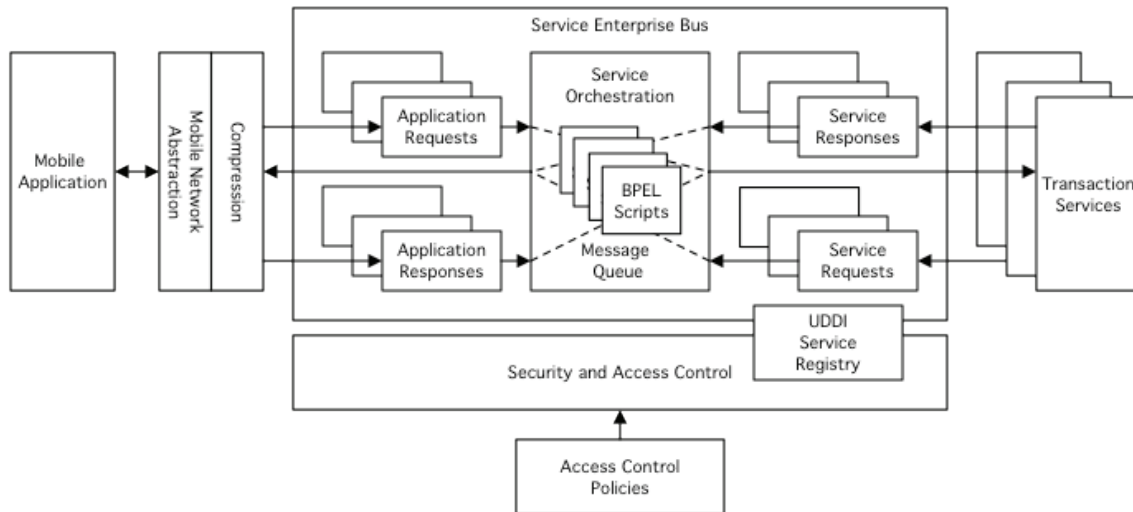 Service Enterprise Bus
Mobile
Application
Mobile Network
Abstraction
Compression
Application
Requests
Service
Orchestration
Service
Responses
BPEL
Scripts
Transaction
Services
Application
Responses
Message
Queue
Service
Requests
UDDI
Service
Registry
Security and Access Control
Access Control
Policies